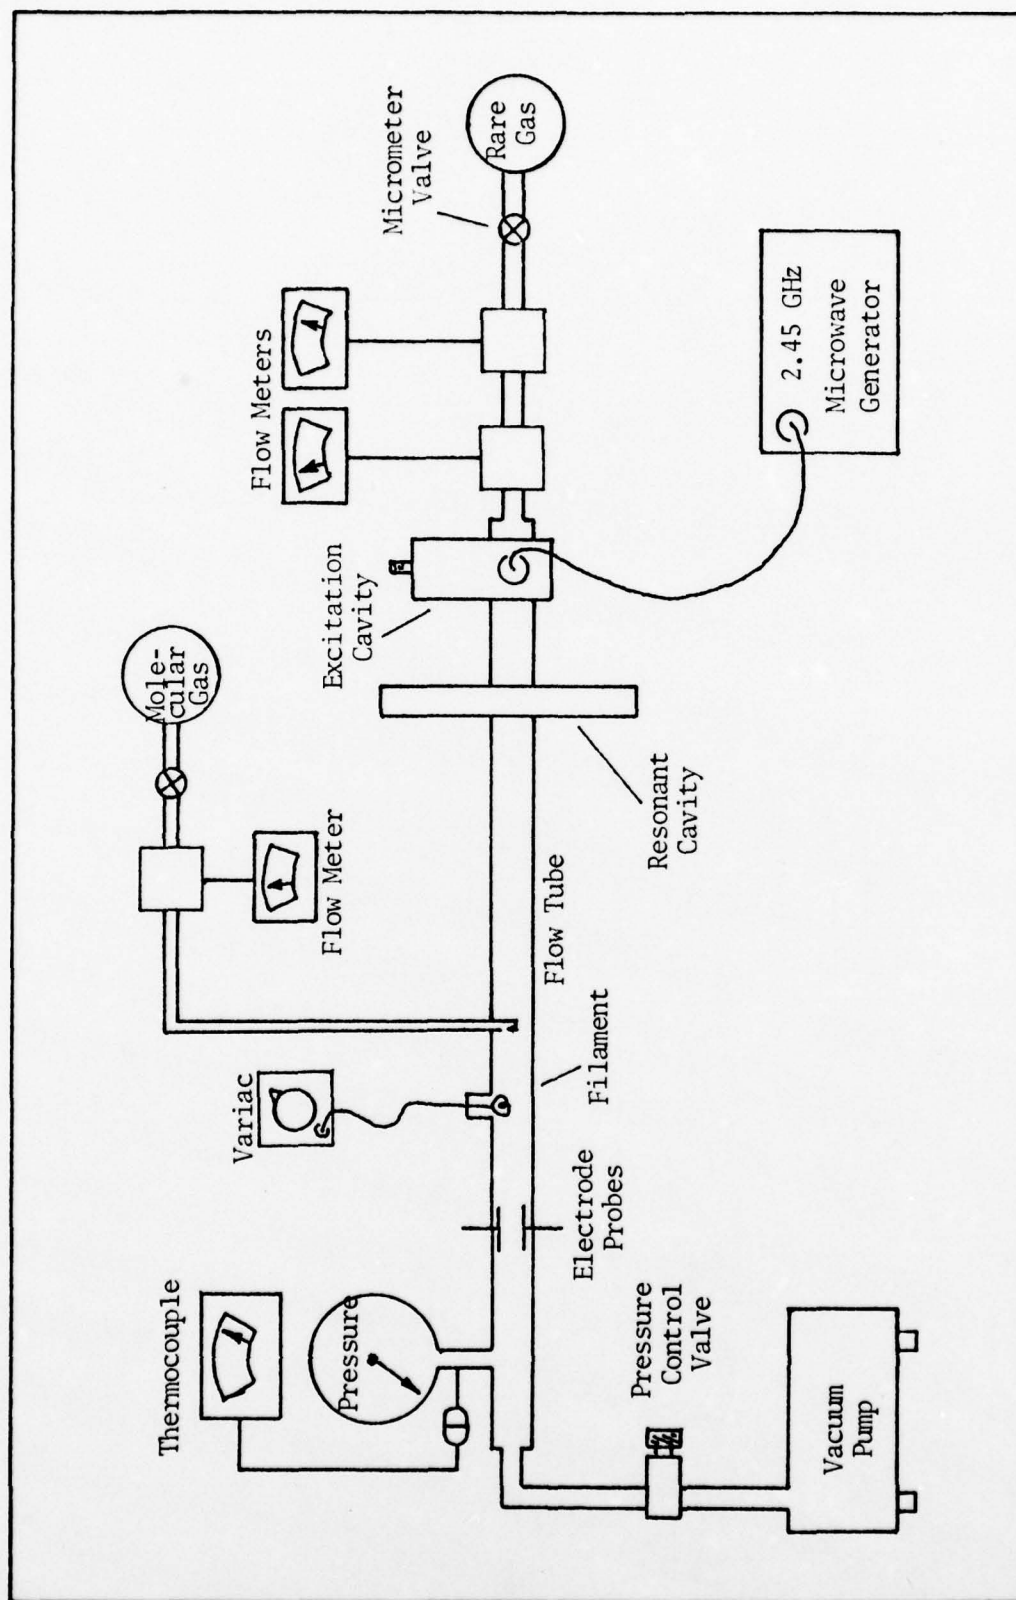 Thermocouple
Pressure
Variac
Flow Meter
Mole-
cular
Gas
Flow Meters
Excitation
Cavity
Micrometer
Valve
Rare
Gas
Electrode
Probes
Filament
Flow Tube
Resonant
Cavity
2.45 GHz
Microwave
Generator
Pressure
Control
Valve
Vacuum
Pump